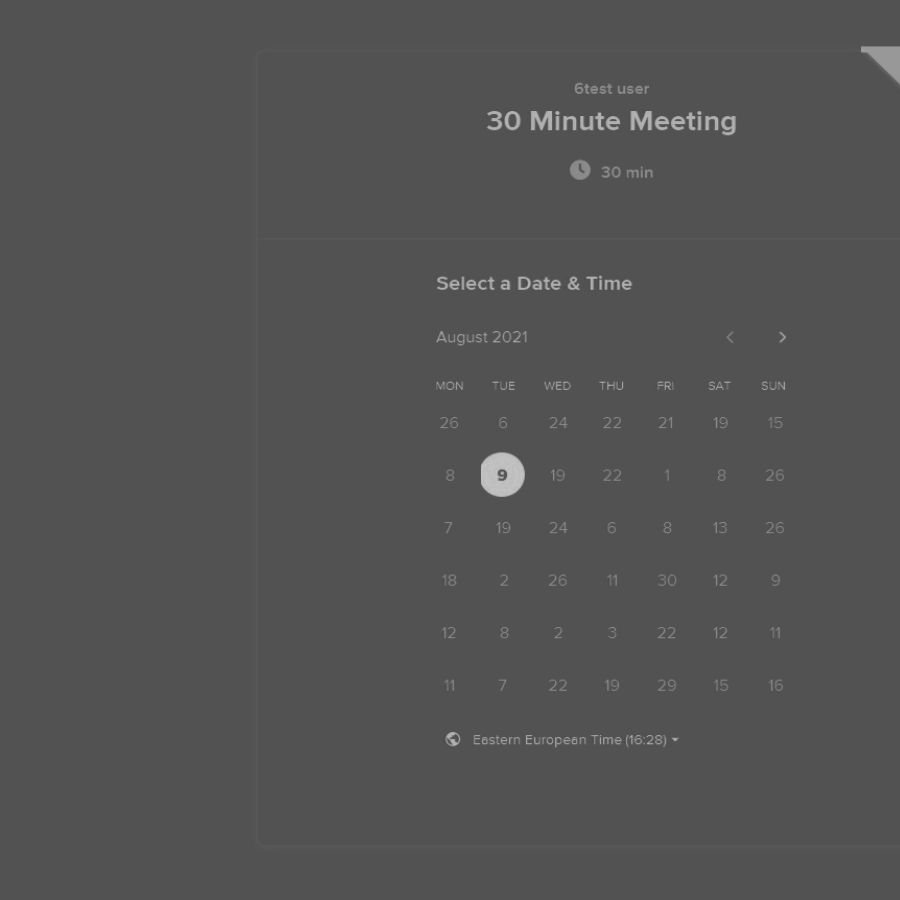 6test user
30 Minute Meeting
30 min
Select a Date & Time
August 2021
MON TUE WED THU FRI SAT SUN
26 6 24 22 21 19 15
8 9 19 22 1 8 26
7 19 24 6 8 13 26
18 2 26 11 30 12 9
12 8 2 3 22 12 11
11 7 22 19 29 15 16
Eastern European Time (16:28)